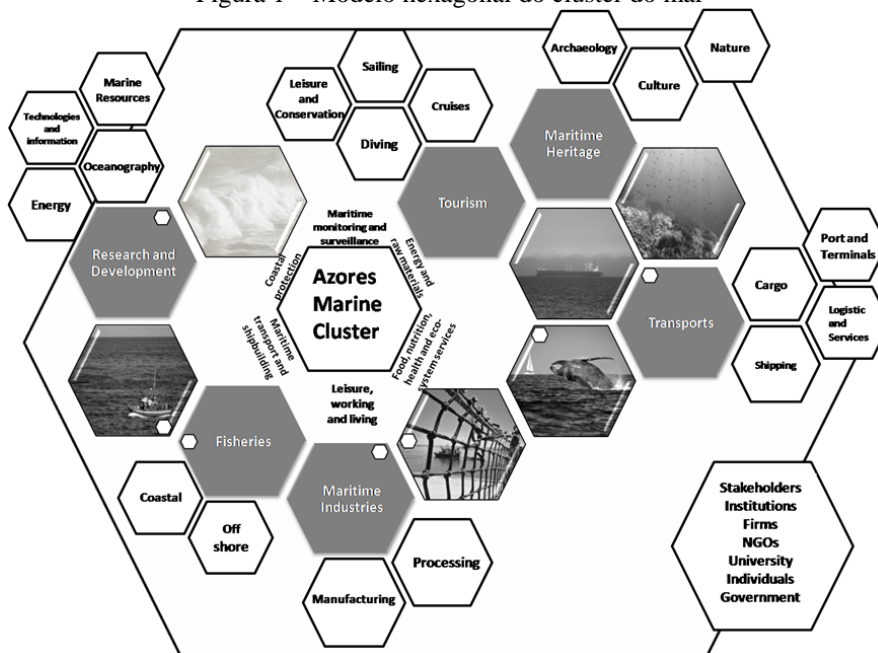 Figura 1 – Modelo hexagonal do cluster do mar
Archaeology
Nature
Culture
Sailing
Leisure
and
Conservation
Cruises
Diving
Marine
Resources
Technologies
and
information
Oceanography
Energy
Maritime
Heritage
Tourism
Research and
Development
Maritime
monitoring and
surveillance
Coastal
protection
Energy and
raw materials
Azores
Marine
Cluster
Maritime
transport and
shipbuilding
Food, nutrition,
health and eco-
system services
Leisure,
working
and living
Port and
Terminals
Cargo
Transports
Logistic
and
Services
Shipping
Fisheries
Maritime
Industries
Coastal
Off
shore
Processing
Manufacturing
Stakeholders
Institutions
Firms
NGOs
University
Individuals
Government